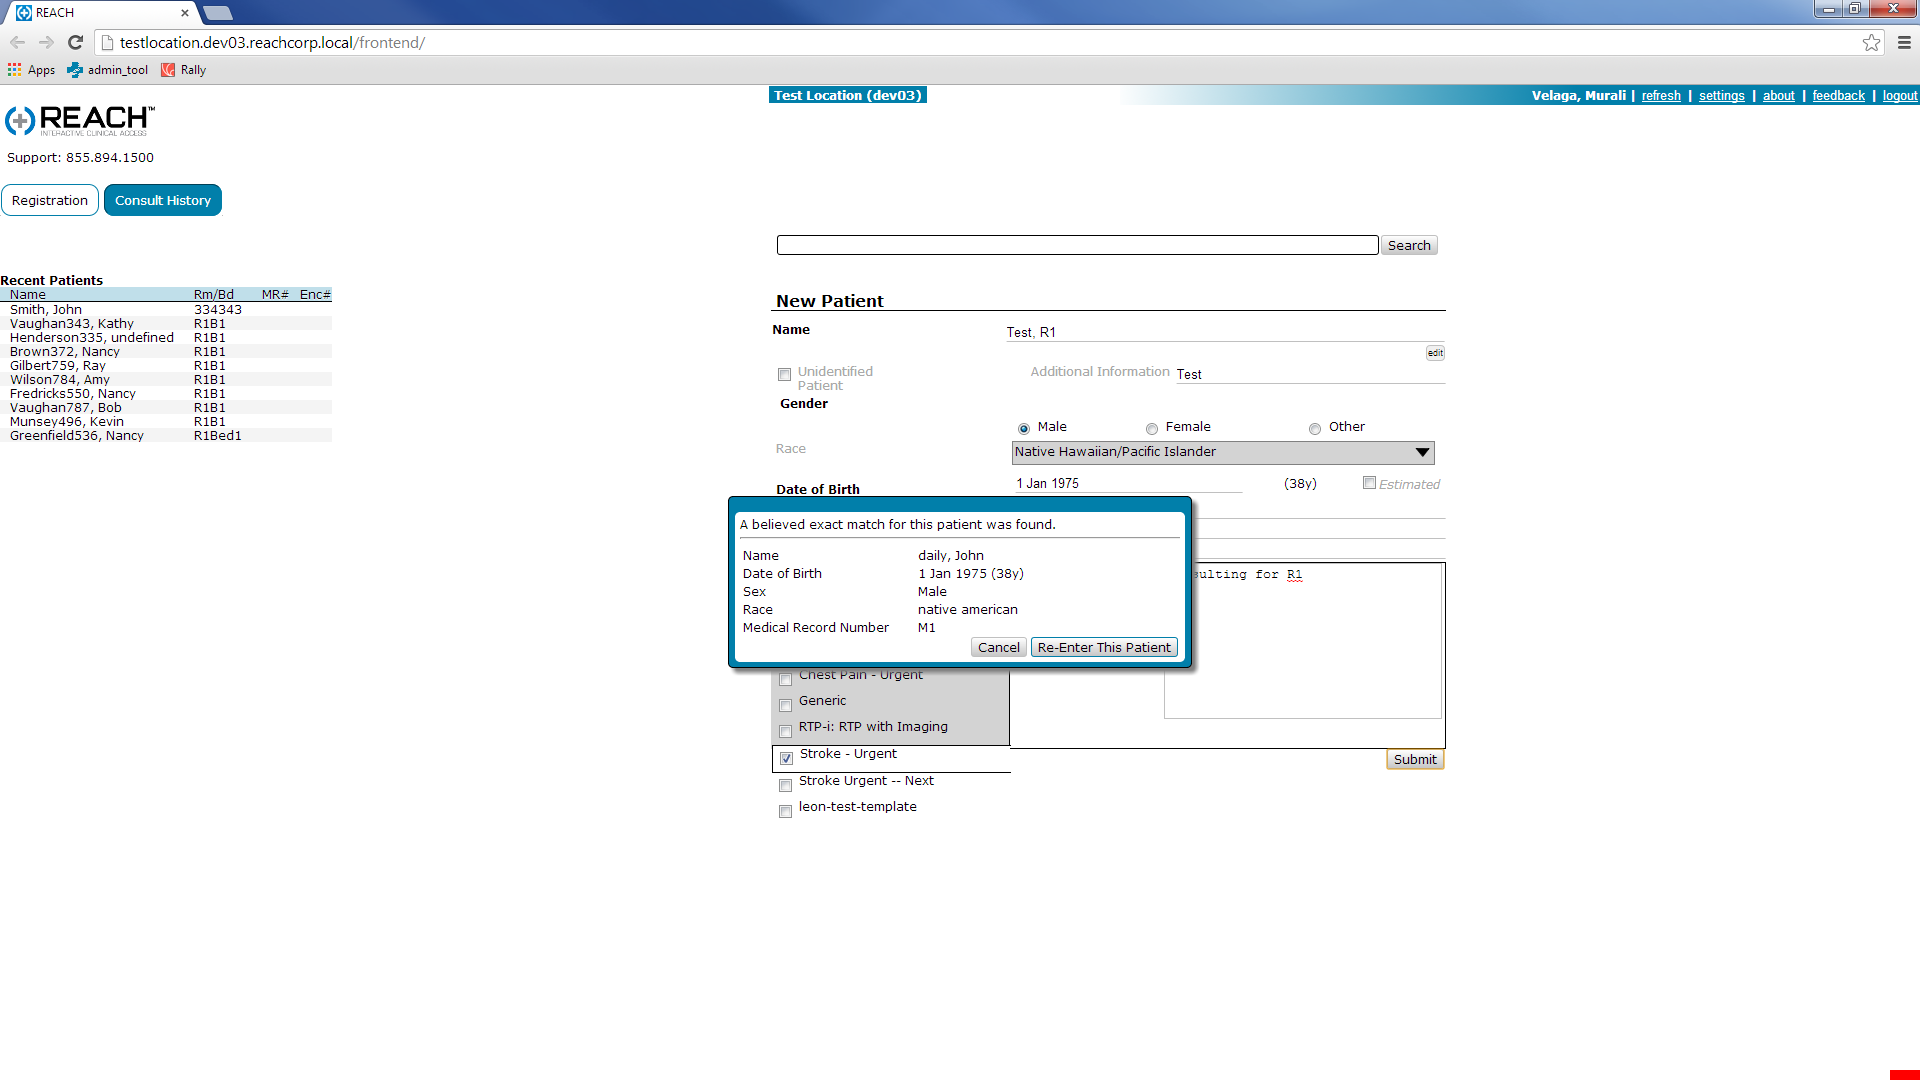 REACH
testlocation.dev03.reachcorp.local/frontend/
Apps admin_tool Rally
Test Location (dev03) Velaga, Murali | refresh | settings | about | feedback | logout
REACH™
INTERACTIVE CLINICAL ACCESS
Support: 855.894.1500
Registration Consult History
Search
Recent Patients
Name Rm/Bd MR# Enc#
Smith, John 334343
Vaughan343, Kathy R1B1
Henderson335, undefined R1B1
Brown372, Nancy R1B1
Gilbert759, Ray R1B1
Wilson784, Amy R1B1
Fredricks550, Nancy R1B1
Vaughan787, Bob R1B1
Munsey496, Kevin R1B1
Greenfield536, Nancy R1Bed1
New Patient
Name Test, R1
edit
Unidentified Patient Additional Information Test
Gender
Male Female Other
Race Native Hawaiian/Pacific Islander
Date of Birth 1 Jan 1975 (38y) Estimated
A believed exact match for this patient was found.
Name daily, John
Date of Birth 1 Jan 1975 (38y)
Sex Male
Race native american
Medical Record Number M1
Cancel Re-Enter This Patient
sulting for R1
Chest Pain - Urgent
Generic
RTP-i: RTP with Imaging
Stroke - Urgent
Submit
Stroke Urgent -- Next
leon-test-template